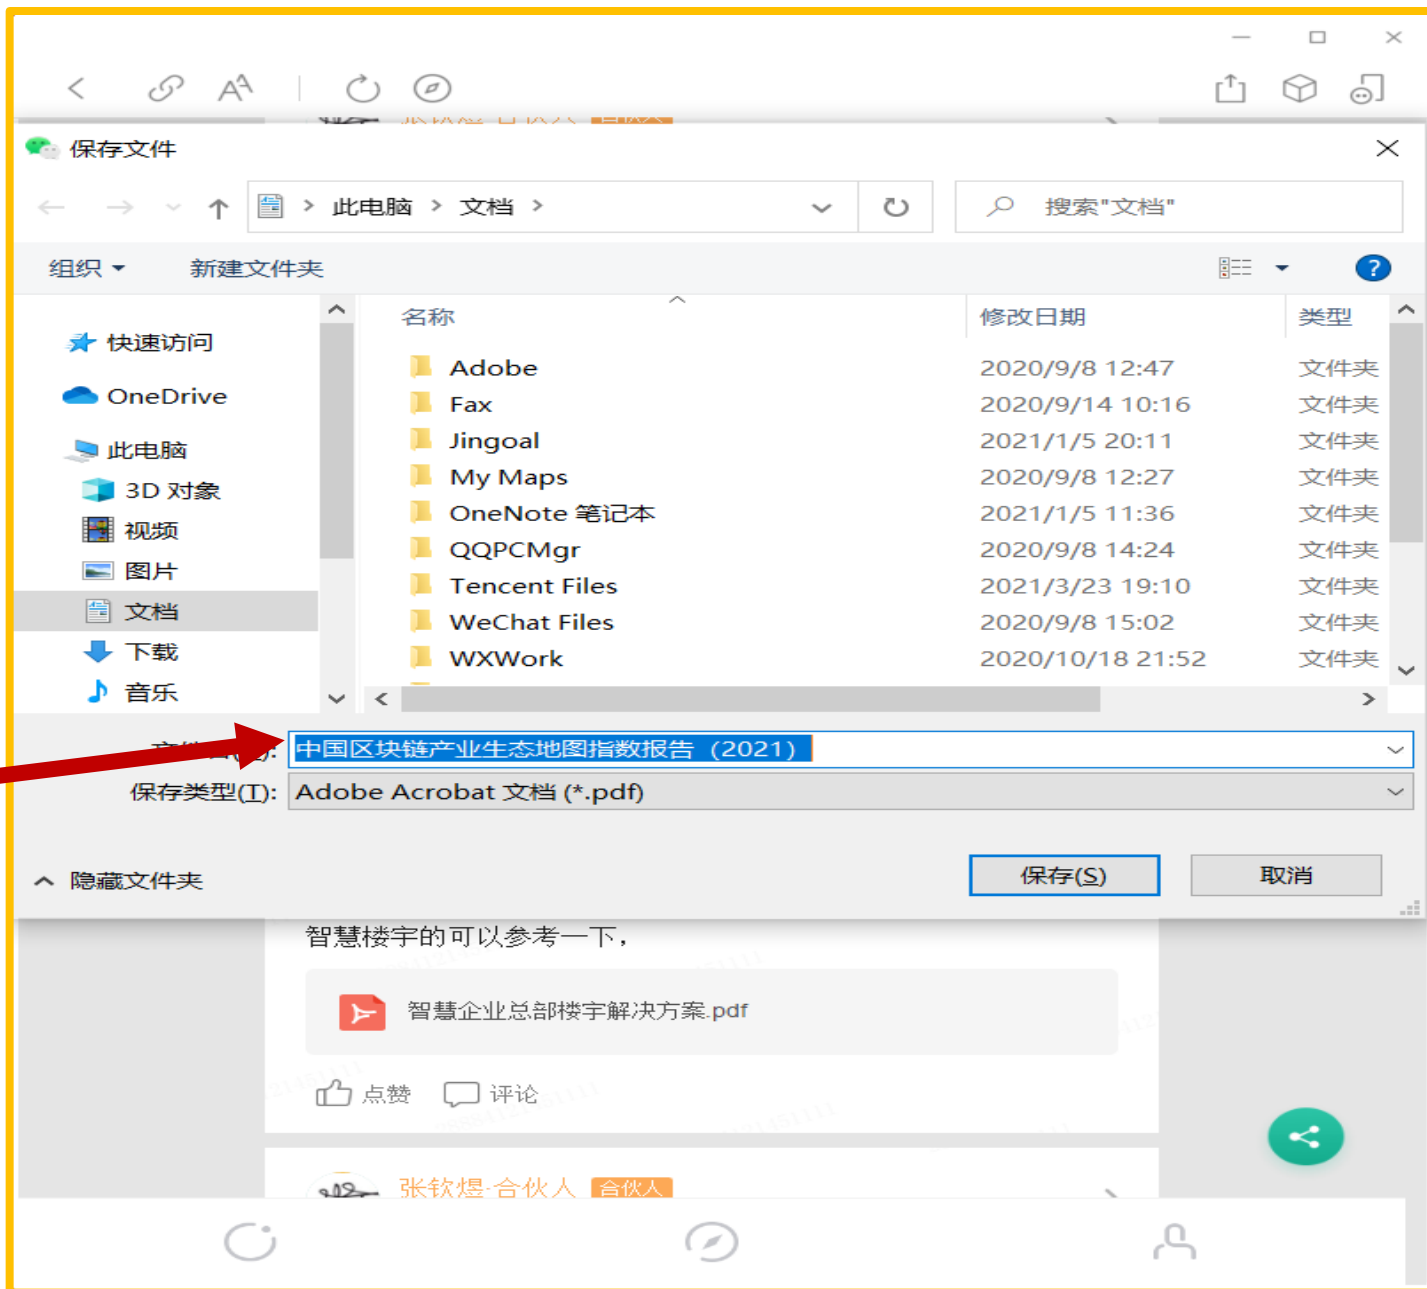 张钦煜·合伙人 合伙人
保存文件
此电脑 > 文档 >
搜索"文档"
组织
新建文件夹
名称 修改日期 类型
快速访问
OneDrive
此电脑
3D 对象
视频
图片
文档
下载
音乐
Adobe 2020/9/8 12:47 文件夹
Fax 2020/9/14 10:16 文件夹
Jingoal 2021/1/5 20:11 文件夹
My Maps 2020/9/8 12:27 文件夹
OneNote 笔记本 2021/1/5 11:36 文件夹
QQPCMgr 2020/9/8 14:24 文件夹
Tencent Files 2021/3/23 19:10 文件夹
WeChat Files 2020/9/8 15:02 文件夹
WXWork 2020/10/18 21:52 文件夹
中国区块链产业生态地图指数报告（2021）
保存类型(T): Adobe Acrobat 文档 (*.pdf)
隐藏文件夹
保存(S) 取消
智慧楼宇的可以参考一下，
智慧企业总部楼宇解决方案.pdf
点赞 评论
张钦煜·合伙人 合伙人